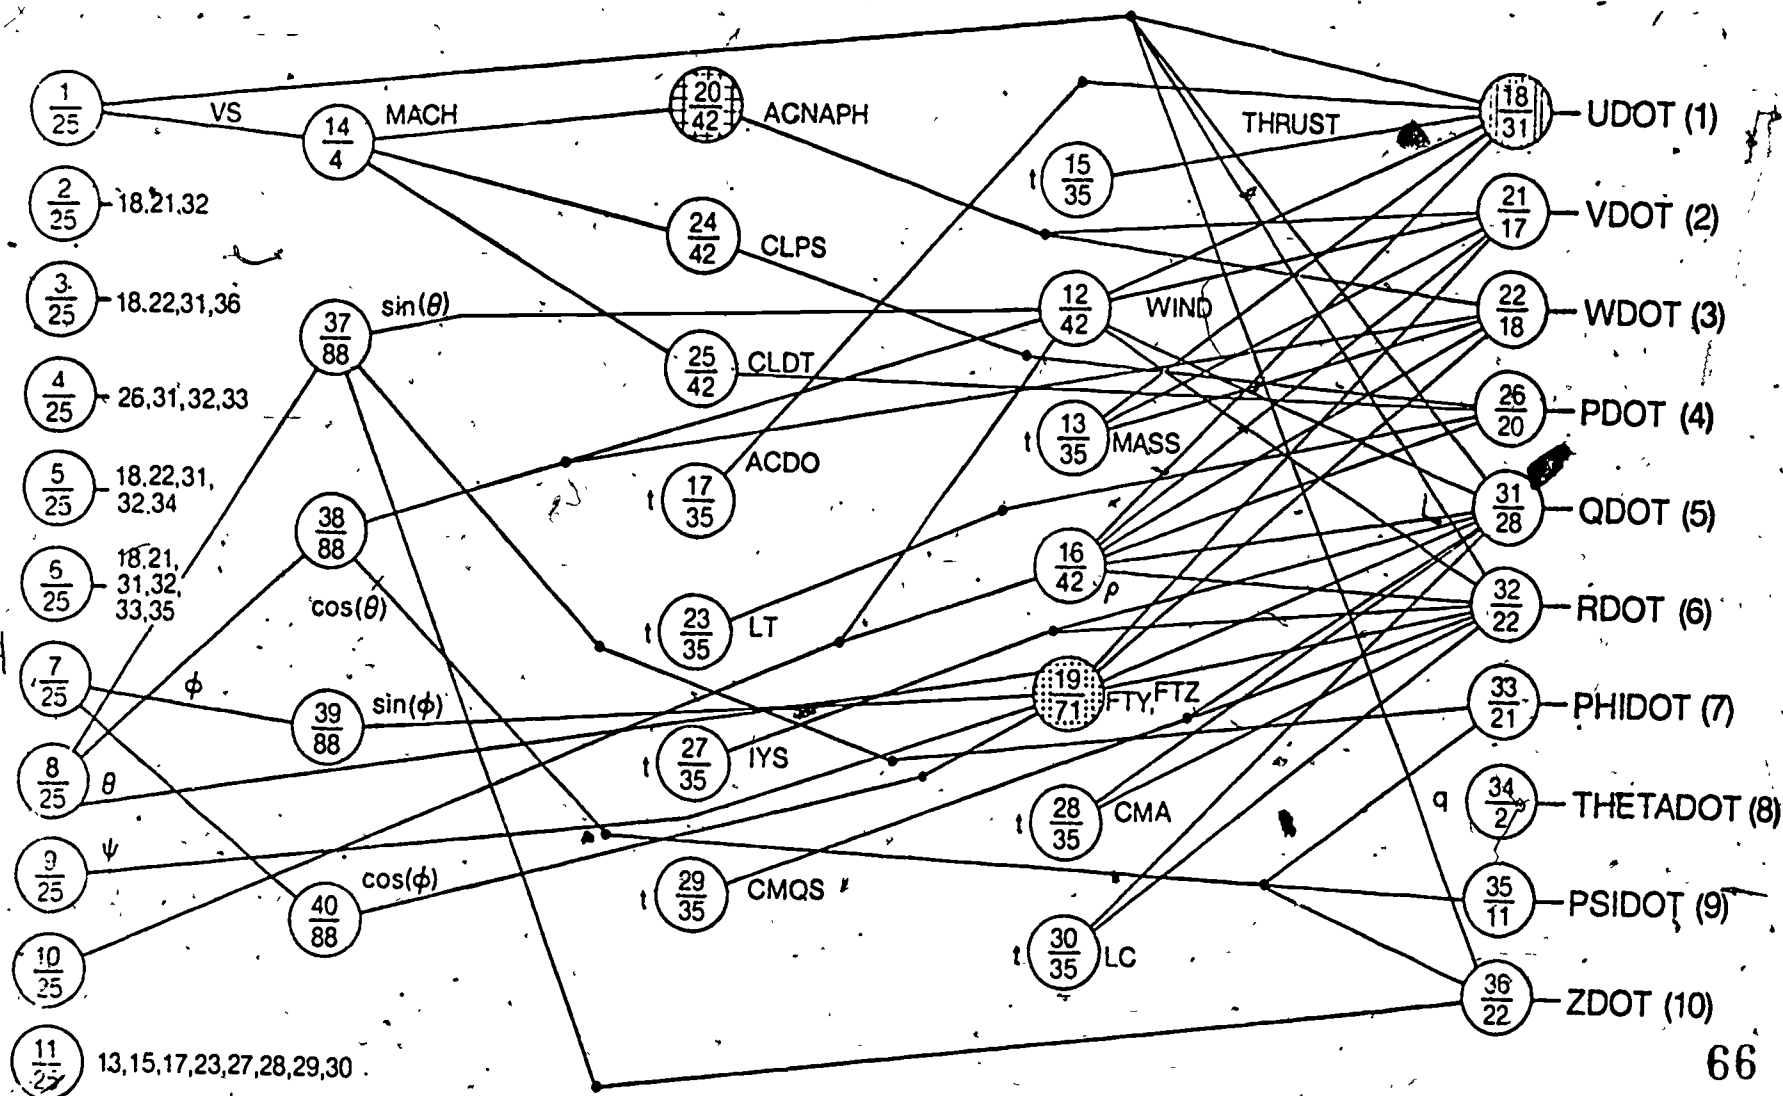 1
25
VS
14
4
MACH
20
42
ACNAPH
THRUST
18
31
UDOT (1)
2
25
18,21,32
24
42
CLPS
t
15
35
21
17
VDOT (2)
3
25
18,22,31,36
37
88
sin(θ)
12
42
WIND
22
18
WDOT (3)
4
25
26,31,32,33
25
42
CLDT
t
13
35
MASS
26
20
PDOT (4)
5
25
18,22,31,
32,34
38
88
cos(θ)
t
17
35
ACDO
16
42
ρ
31
28
QDOT (5)
6
25
18,21,
31,32,
33,35
t
23
35
LT
32
22
RDOT (6)
7
25
ϕ
39
88
sin(ϕ)
19
71
FTY, FTZ
33
21
PHIDOT (7)
8
25
θ
t
27
35
IYS
t
28
35
CMA
q
34
2
THETADOT (8)
9
25
ψ
40
88
cos(ϕ)
t
29
35
CMQS
35
11
PSIDOT (9)
10
25
t
30
35
LC
36
22
ZDOT (10)
11
25
13,15,17,23,27,28,29,30
66